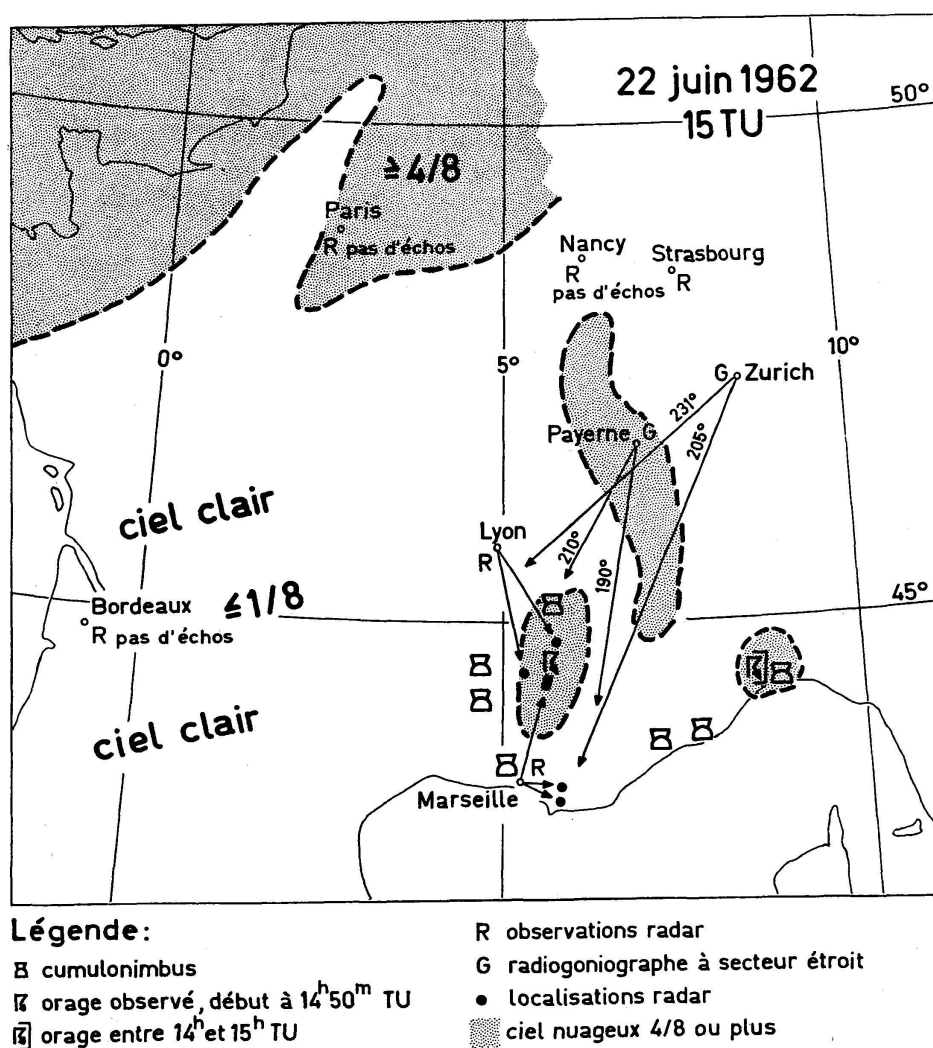 22 juin 1962
15 TU
50°
≥4/8
Paris
R pas d'échos
Nancy
R
pas d'échos
Strasbourg
R
0°
5°
10°
G Zurich
231°
205°
Payerne G
ciel clair
Lyon
R
210°
190°
Bordeaux
R pas d'échos
≤1/8
45°
ciel clair
R
Marseille
Légende:
cumulonimbus
orage observé, début à 14h50m TU
orage entre 14h et 15h TU
R observations radar
G radiogoniographe à secteur étroit
• localisations radar
ciel nuageux 4/8 ou plus